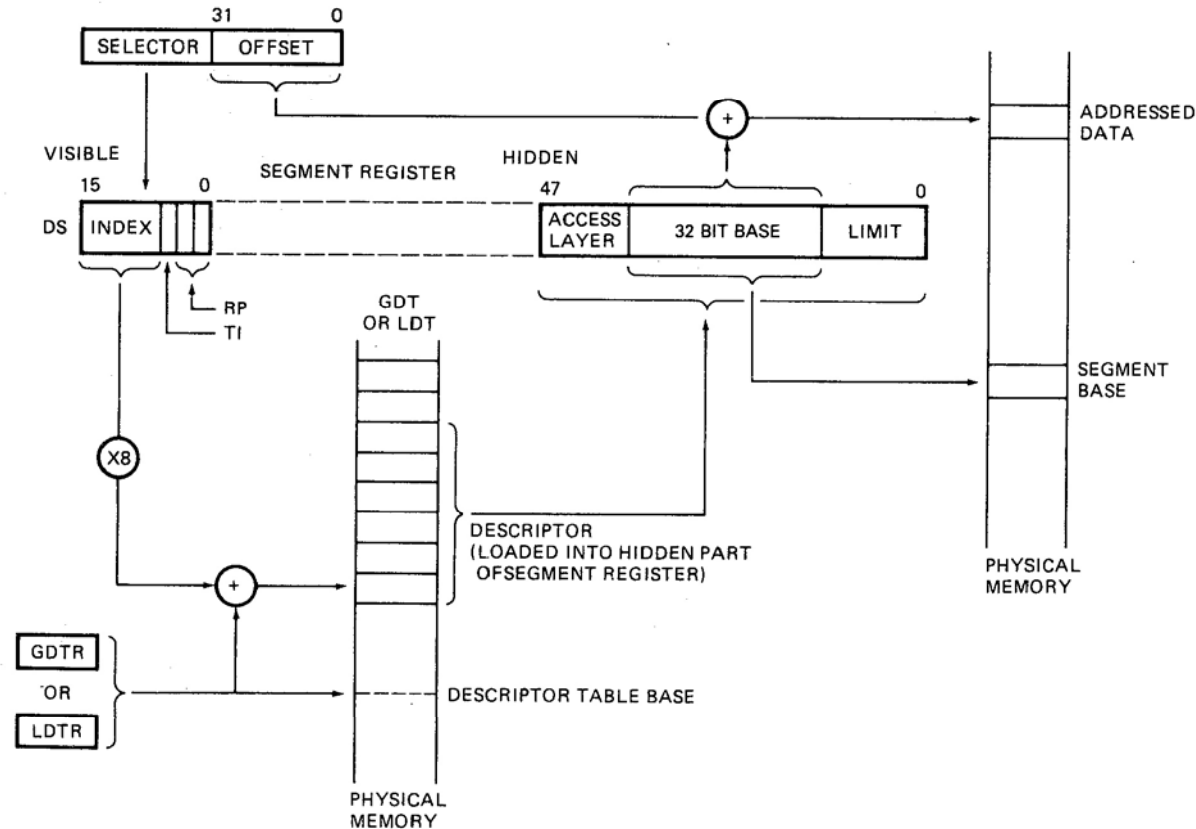 31 0
SELECTOR OFFSET
+
ADDRESSED
DATA
VISIBLE
SEGMENT REGISTER
HIDDEN
15 0
47 0
DS
INDEX
ACCESS
LAYER
32 BIT BASE
LIMIT
RP
TI
GDT
OR LDT
SEGMENT
BASE
X8
DESCRIPTOR
(LOADED INTO HIDDEN PART
OFSEGMENT REGISTER)
PHYSICAL
MEMORY
+
GDTR
OR
LDTR
DESCRIPTOR TABLE BASE
PHYSICAL
MEMORY